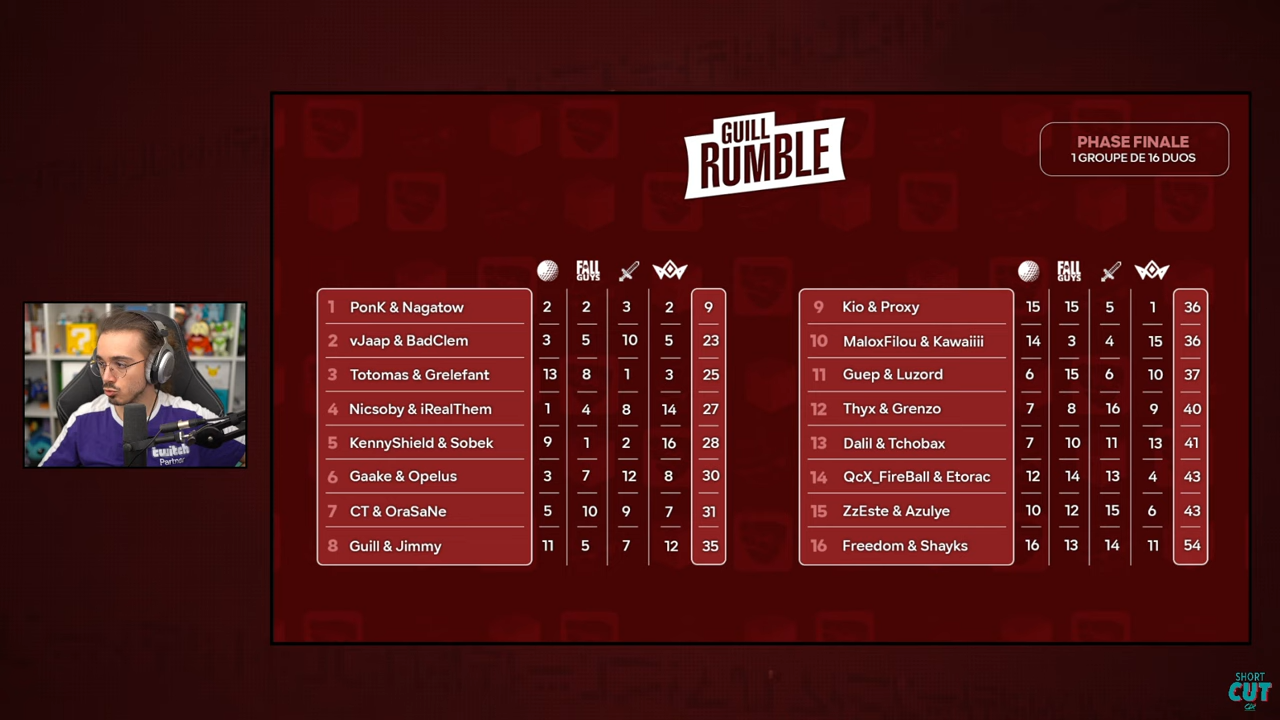 GUILL
RUMBLE
PHASE FINALE
1 GROUPE DE 16 DUOS
FALL
GUYS
1 PonK & Nagatow 2 2 3 2 9
2 vJaap & BadClem 3 5 10 5 23
3 Totomas & Grelefant 13 8 1 3 25
4 Nicsoby & iRealThem 1 4 8 14 27
5 KennyShield & Sobek 9 1 2 16 28
6 Gaake & Opelus 3 7 12 8 30
7 CT & OraSaNe 5 10 9 7 31
8 Guill & Jimmy 11 5 7 12 35
FALL
GUYS
9 Kio & Proxy 15 15 5 1 36
10 MaloxFilou & Kawaiiii 14 3 4 15 36
11 Guep & Luzord 6 15 6 10 37
12 Thyx & Grenzo 7 8 16 9 40
13 Dalil & Tchobax 7 10 11 13 41
14 QcX_FireBall & Etorac 12 14 13 4 43
15 ZzEste & Azulye 10 12 15 6 43
16 Freedom & Shayks 16 13 14 11 54
twitch
Partner
SHORT
CUT